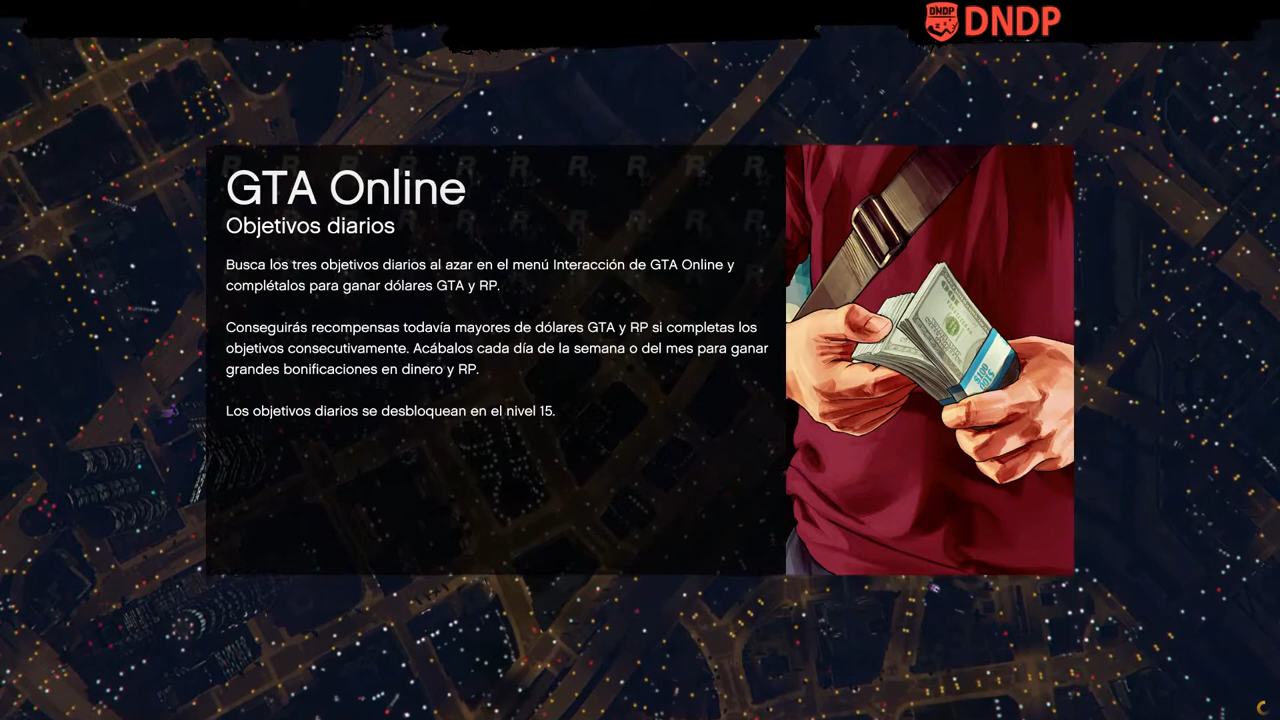 DNDP
DNDP
GTA Online
Objetivos diarios
Busca los tres objetivos diarios al azar en el menú Interacción de GTA Online y
complétalos para ganar dólares GTA y RP.
Conseguirás recompensas todavía mayores de dólares GTA y RP si completas los
objetivos consecutivamente. Acábalos cada día de la semana o del mes para ganar
grandes bonificaciones en dinero y RP.
Los objetivos diarios se desbloquean en el nivel 15.